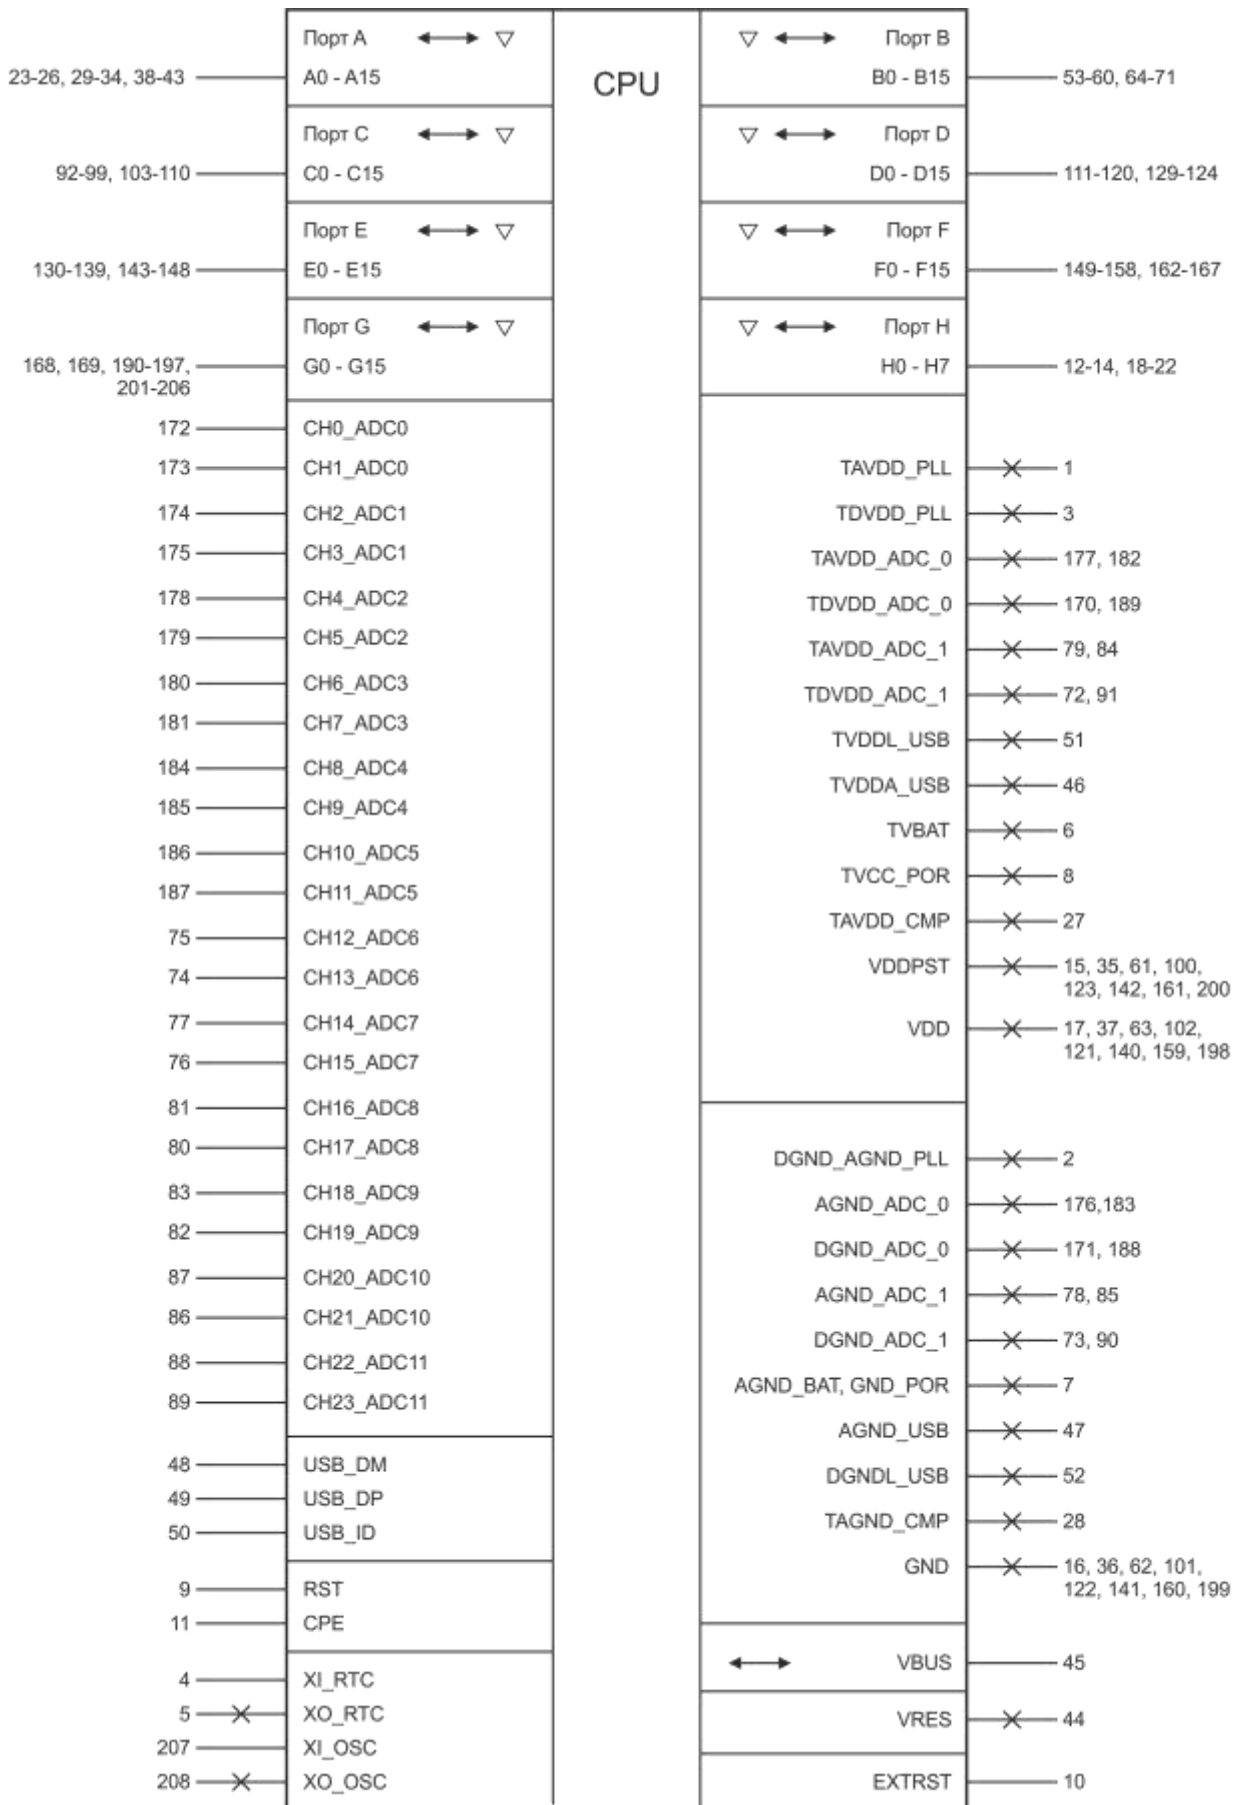 CPU
Порт A
23-26, 29-34, 38-43
A0 - A15
Порт B
B0 - B15
53-60, 64-71
Порт C
92-99, 103-110
C0 - C15
Порт D
D0 - D15
111-120, 129-124
Порт E
130-139, 143-148
E0 - E15
Порт F
F0 - F15
149-158, 162-167
Порт G
168, 169, 190-197,
201-206
G0 - G15
Порт H
H0 - H7
12-14, 18-22
172 CH0_ADC0
173 CH1_ADC0
174 CH2_ADC1
175 CH3_ADC1
178 CH4_ADC2
179 CH5_ADC2
180 CH6_ADC3
181 CH7_ADC3
184 CH8_ADC4
185 CH9_ADC4
186 CH10_ADC5
187 CH11_ADC5
75 CH12_ADC6
74 CH13_ADC6
77 CH14_ADC7
76 CH15_ADC7
81 CH16_ADC8
80 CH17_ADC8
83 CH18_ADC9
82 CH19_ADC9
87 CH20_ADC10
86 CH21_ADC10
88 CH22_ADC11
89 CH23_ADC11
48 USB_DM
49 USB_DP
50 USB_ID
9 RST
11 CPE
4 XI_RTC
5 XO_RTC
207 XI_OSC
208 XO_OSC
TAVDD_PLL 1
TDVDD_PLL 3
TAVDD_ADC_0 177, 182
TDVDD_ADC_0 170, 189
TAVDD_ADC_1 79, 84
TDVDD_ADC_1 72, 91
TVDDL_USB 51
TVDDA_USB 46
TVBAT 6
TVCC_POR 8
TAVDD_CMP 27
VDDPST 15, 35, 61, 100,
123, 142, 161, 200
VDD 17, 37, 63, 102,
121, 140, 159, 198
DGND_AGND_PLL 2
AGND_ADC_0 176,183
DGND_ADC_0 171, 188
AGND_ADC_1 78, 85
DGND_ADC_1 73, 90
AGND_BAT, GND_POR 7
AGND_USB 47
DGNDL_USB 52
TAGND_CMP 28
GND 16, 36, 62, 101,
122, 141, 160, 199
VBUS 45
VRES 44
EXTRST 10